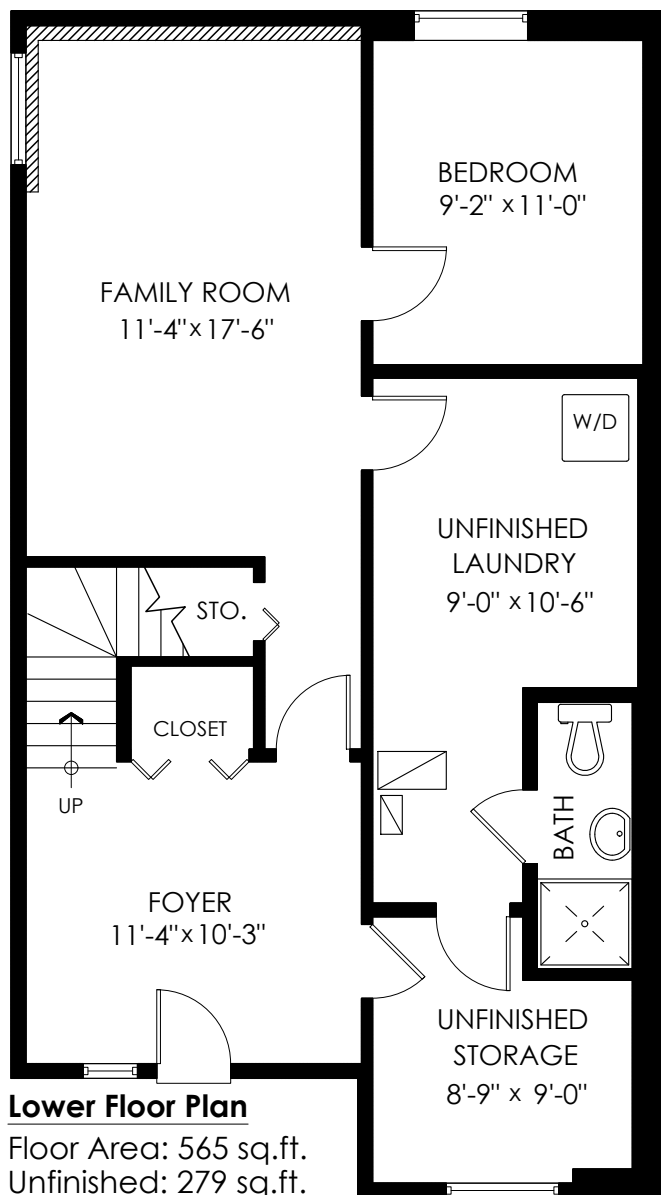 BEDROOM
9'-2" x 11'-0"
FAMILY ROOM
11'-4" x 17'-6"
W/D
UNFINISHED
LAUNDRY
9'-0" x 10'-6"
STO.
CLOSET
UP
BATH
FOYER
11'-4" x 10'-3"
UNFINISHED
STORAGE
8'-9" x 9'-0"
Lower Floor Plan
Floor Area: 565 sq.ft.
Unfinished: 279 sq.ft.